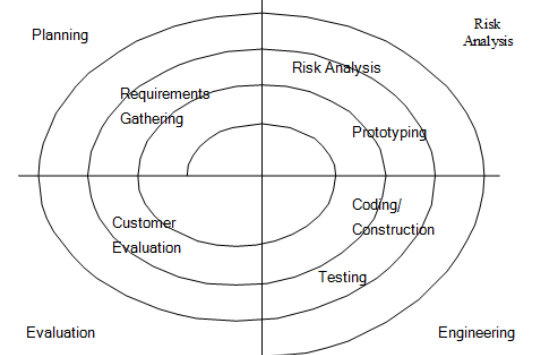 Planning
Risk
Analysis
Risk Analysis
Requirements
Gathering
Prototyping
Customer
Evaluation
Coding/
Construction
Testing
Evaluation
Engineering